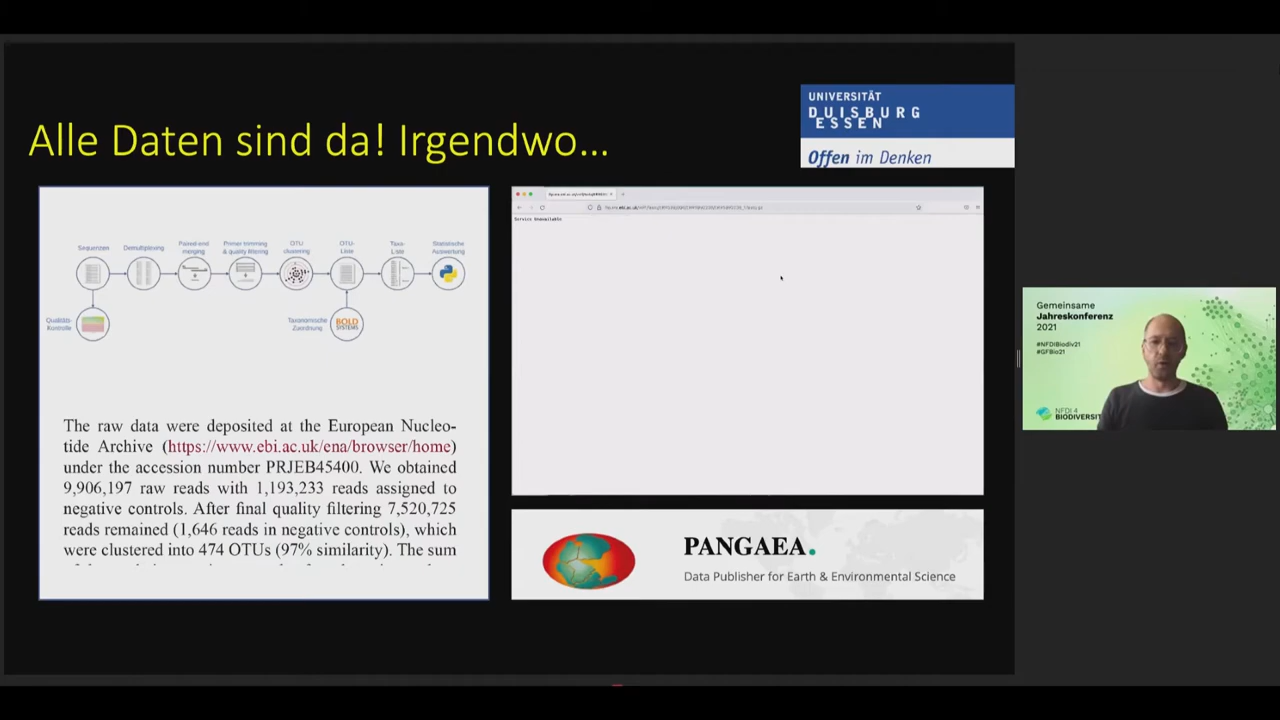 Alle Daten sind da! Irgendwo...
UNIVERSITÄT
DUISBURG
ESSEN
Offen im Denken
Sequenzen
Demultiplexing
Paired-end
merging
Primer trimming
& quality filtering
OTU
clustering
OTU-
Liste
Taxa-
Liste
Statistische
Auswertung
Qualitäts-
Kontrolle
Taxonomische
Zuordnung
BOLD
SYSTEMS
The raw data were deposited at the European Nucleo-
tide Archive (https://www.ebi.ac.uk/ena/browser/home)
under the accession number PRJEB45400. We obtained
9,906,197 raw reads with 1,193,233 reads assigned to
negative controls. After final quality filtering 7,520,725
reads remained (1,646 reads in negative controls), which
were clustered into 474 OTUs (97% similarity). The sum
Service Unavailable
PANGAEA.
Data Publisher for Earth & Environmental Science
Gemeinsame
Jahreskonferenz
2021
#NFDIBiodiv21
#GFBio21
NFDI 4
BIODIVERSIT